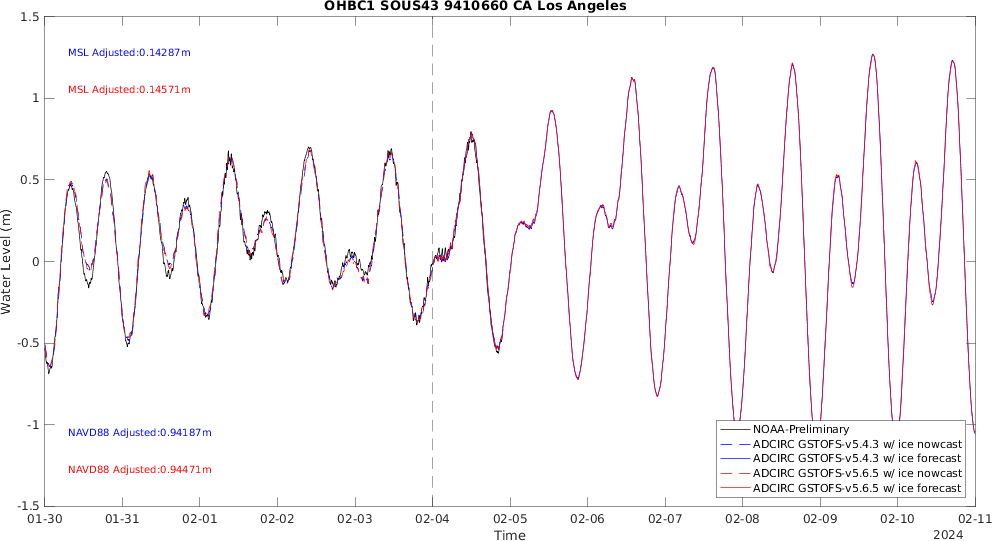 OHBC1 SOUS43 9410660 CA Los Angeles
1.5
1
0.5
0
-0.5
-1
-1.5
Water Level (m)
MSL Adjusted:0.14287m
MSL Adjusted:0.14571m
NAVD88 Adjusted:0.94187m
NAVD88 Adjusted:0.94471m
NOAA-Preliminary
ADCIRC GSTOFS-v5.4.3 w/ ice nowcast
ADCIRC GSTOFS-v5.4.3 w/ ice forecast
ADCIRC GSTOFS-v5.6.5 w/ ice nowcast
ADCIRC GSTOFS-v5.6.5 w/ ice forecast
01-30 01-31 02-01 02-02 02-03 02-04 02-05 02-06 02-07 02-08 02-09 02-10 02-11
Time
2024